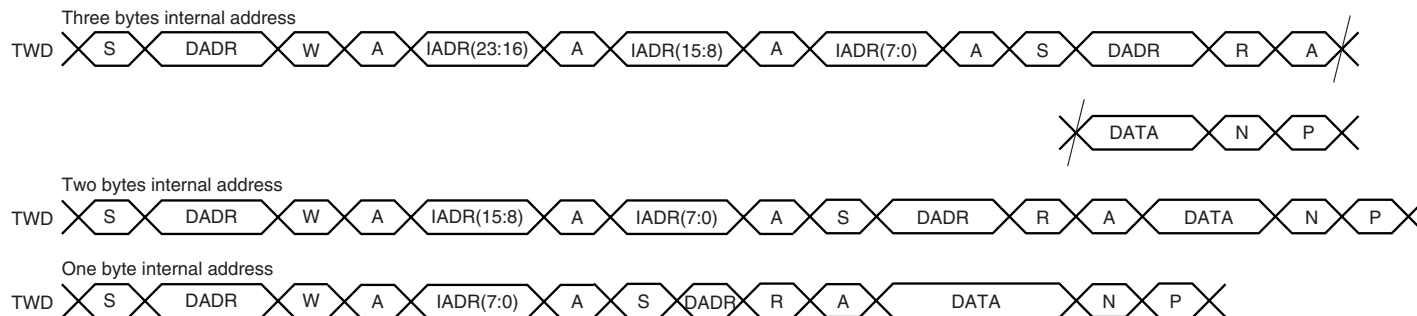 Three bytes internal address
TWD S DADR W A IADR(23:16) A IADR(15:8) A IADR(7:0) A S DADR R A
DATA N P
Two bytes internal address
TWD S DADR W A IADR(15:8) A IADR(7:0) A S DADR R A DATA N P
One byte internal address
TWD S DADR W A IADR(7:0) A S DADR R A DATA N P